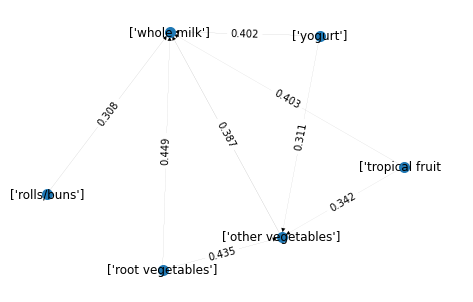 ['whole milk']
0.402
['yogurt']
0.403
0.308
0.387
0.311
0.449
['tropical fruit
['rolls/buns']
0.342
['other vegetables']
0.435
['root vegetables']